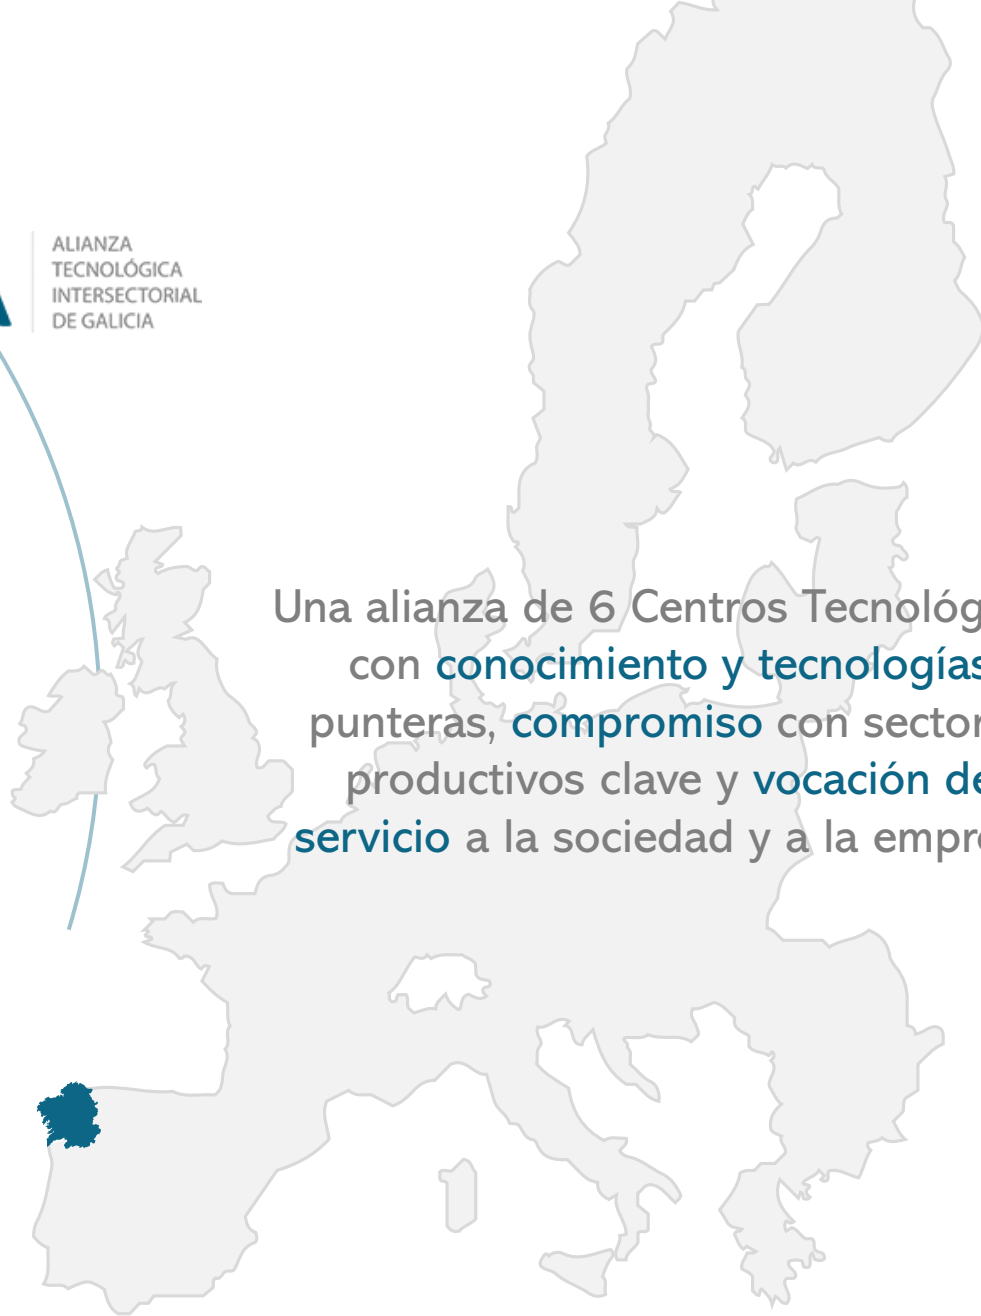 ALIANZA
TECNOLÓGICA
INTERSECTORIAL
DE GALICIA
Una alianza de 6 Centros Tecnológ
con conocimiento y tecnologías
punteras, compromiso con sector
productivos clave y vocación de
servicio a la sociedad y a la empre